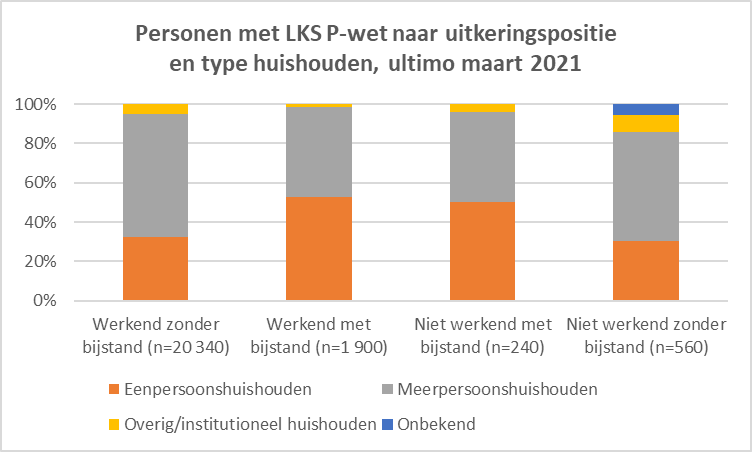 Personen met LKS P-wet naar uitkeringspositie
en type huishouden, ultimo maart 2021
100%
80%
60%
40%
20%
0%
Werkend zonder
bijstand (n=20 340)
Werkend met
bijstand (n=1 900)
Niet werkend met
bijstand (n=240)
Niet werkend zonder
bijstand (n=560)
Eenpersoonshuishouden
Meerpersoonshuishouden
Overig/institutioneel huishouden
Onbekend